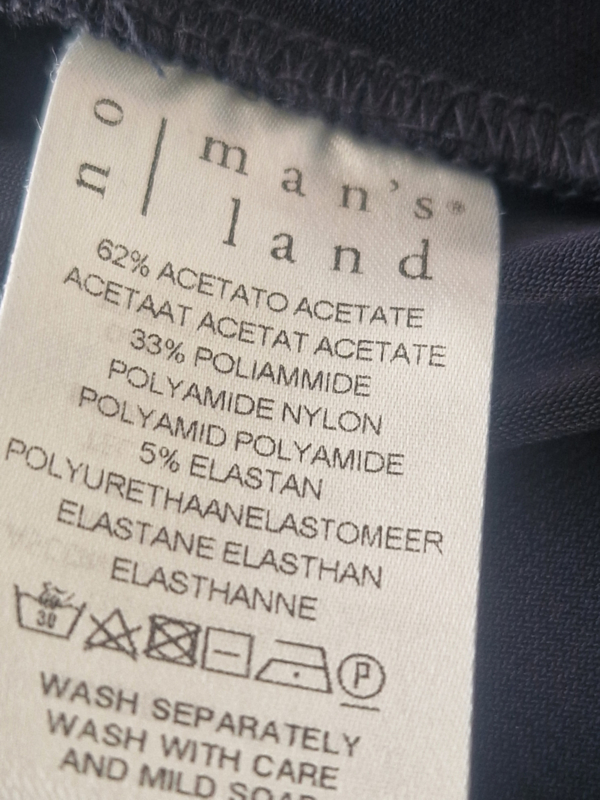 no | man's®
land
62% ACETATO ACETATE
ACETAAT ACETAT ACETATE
33% POLIAMMIDE
POLYAMIDE NYLON
POLYAMID POLYAMIDE
5% ELASTAN
POLYURETHAANELASTOMEER
ELASTANE ELASTHAN
ELASTHANNE
30 P
WASH SEPARATELY
WASH WITH CARE
AND MILD SOAP